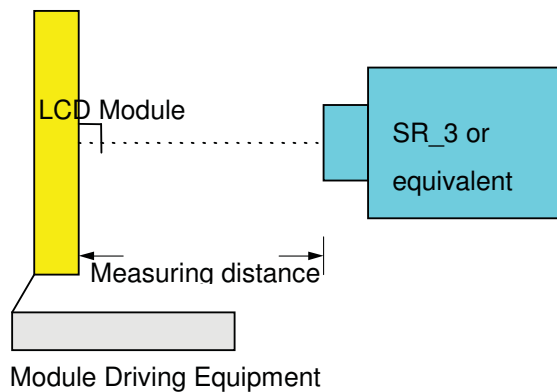 LCD Module
SR_3 or
equivalent
Measuring distance
Module Driving Equipment